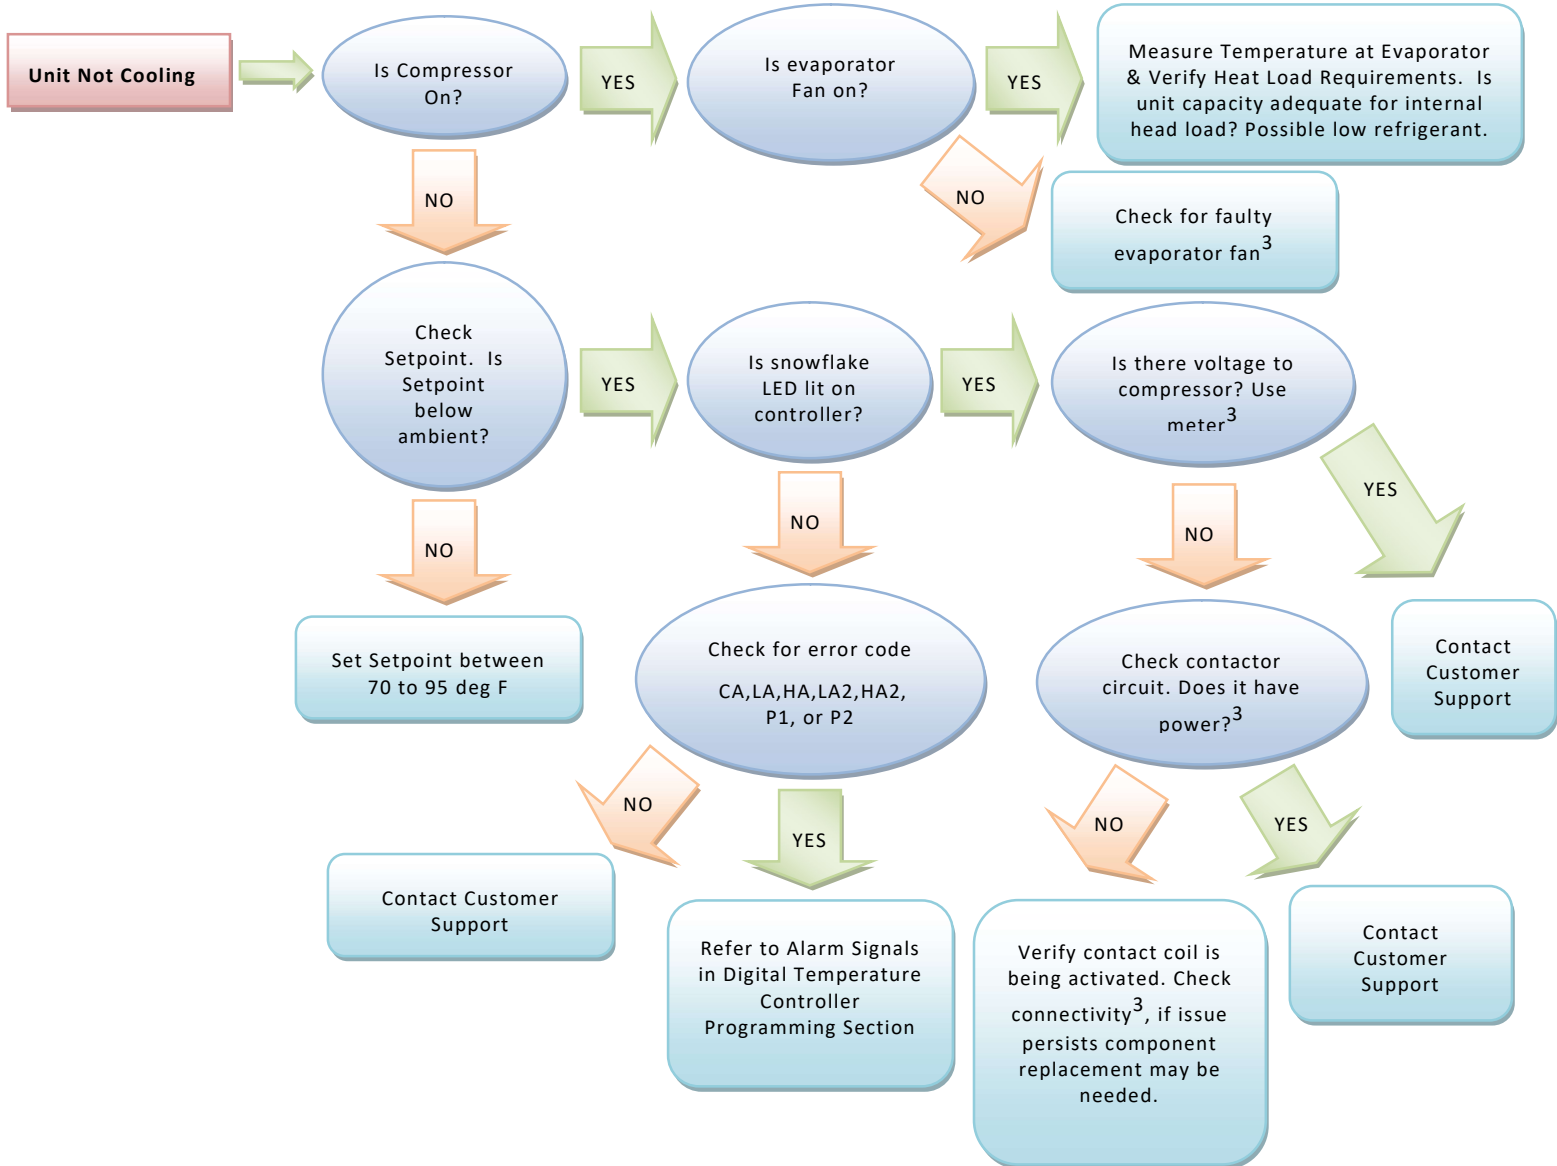 Unit Not Cooling
Is Compressor
On?
YES
Is evaporator
Fan on?
YES
Measure Temperature at Evaporator
& Verify Heat Load Requirements. Is
unit capacity adequate for internal
head load? Possible low refrigerant.
NO
NO
Check for faulty
evaporator fan3
Check
Setpoint. Is
Setpoint
below
ambient?
YES
Is snowflake
LED lit on
controller?
YES
Is there voltage to
compressor? Use
meter3
NO
NO
NO
YES
Set Setpoint between
70 to 95 deg F
Check for error code
CA,LA,HA,LA2,HA2,
P1, or P2
Check contactor
circuit. Does it have
power?3
Contact
Customer
Support
NO
YES
NO
YES
Contact Customer
Support
Refer to Alarm Signals
in Digital Temperature
Controller
Programming Section
Verify contact coil is
being activated. Check
connectivity3, if issue
persists component
replacement may be
needed.
Contact
Customer
Support